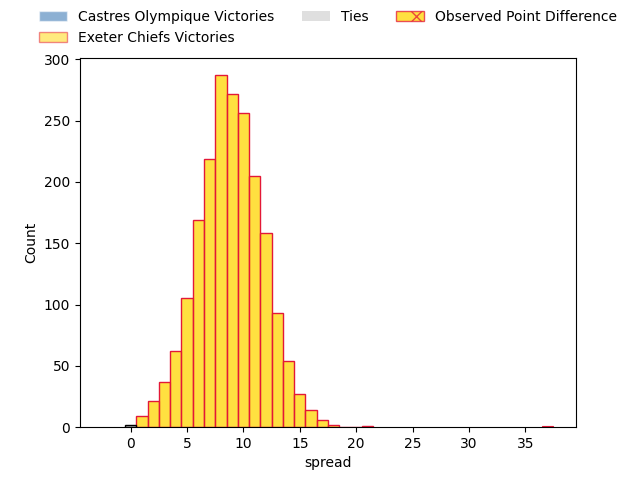 Castres Olympique Victories
Ties
Observed Point Difference
Exeter Chiefs Victories
300
250
200
150
100
50
0
Count
0 5 10 15 20 25 30 35
spread